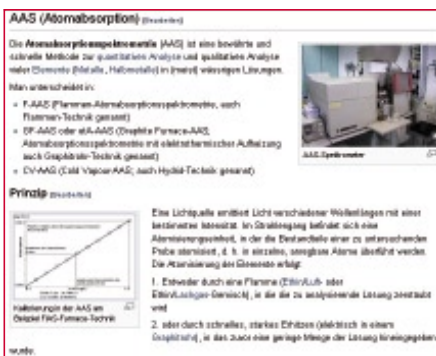 AAS (Atomabsorption) [Bearbeiten]
Die Atomabsorptionsspektrometrie (AAS) ist eine bewährte und
schnelle Methode zur quantitativen Analyse und qualitativen Analyse
vieler Elemente (Metalle, Halbmetalle) in (meist) wässrigen Lösungen.
Man unterscheidet in:
F-AAS (Flammen-Atomabsorptionsspektrometrie, auch
Flammen-Technik genannt)
GF-AAS oder etA-AAS (Graphite Furnace-AAS,
Atomabsorptionsspektrometrie mit elektrothermischer Aufheizung
auch Graphitrohr-Technik genannt)
CV-AAS (Cold Vapour-AAS; auch Hydrid-Technik genannt)
AAS-Spektrometer
Prinzip [Bearbeiten]
Eine Lichtquelle emittiert Licht verschiedener Wellenlängen mit einer
bestimmten Intensität. Im Strahlengang befindet sich eine
Atomisierungseinheit, in der die Bestandteile einer zu untersuchenden
Probe atomisiert, d. h. in einzelne, anregbare Atome überführt werden.
Die Atomisierung der Elemente erfolgt:
1. Entweder durch eine Flamme (Ethin/Luft- oder
Ethin/Lachgas-Gemisch), in die die zu analysierende Lösung zerstäubt
wird
2. oder durch schnelles, starkes Erhitzen (elektrisch in einem
Graphitrohr), in das zuvor eine geringe Menge der Lösung hineingegeben
wurde.
Kalibrierung in der AAS am
Beispiel